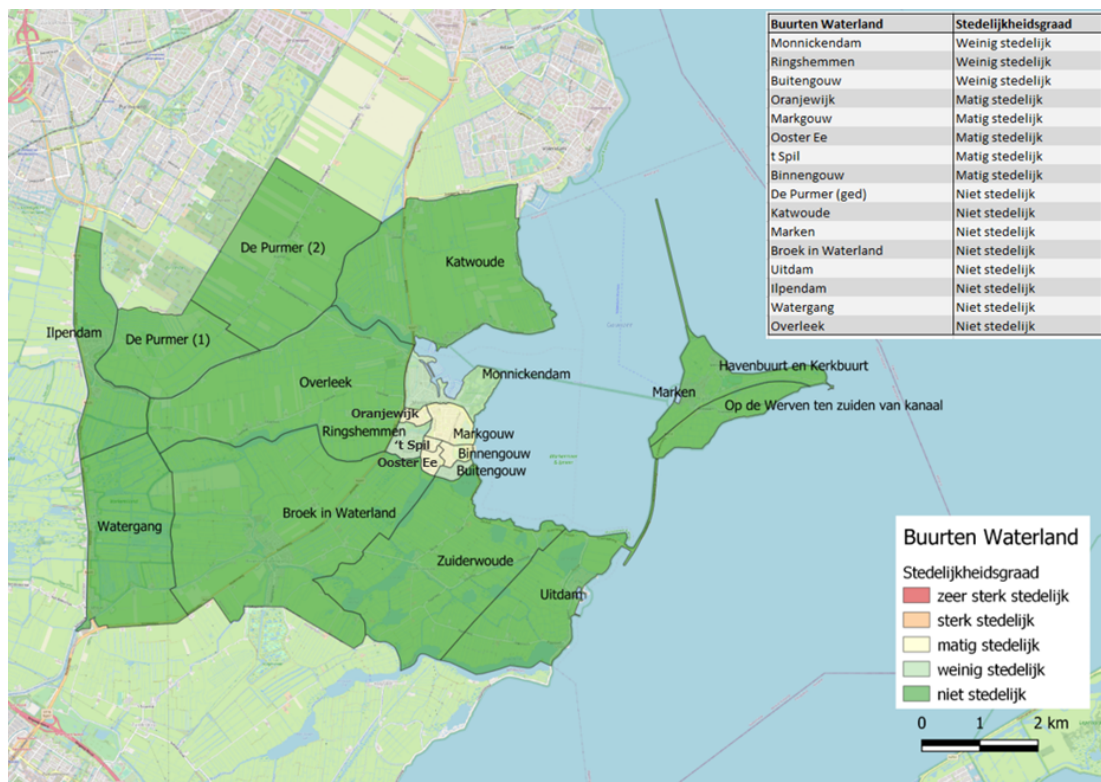 Buurten Waterland Stedelijkheidsgraad
Monnickendam Weinig stedelijk
Ringshemmen Weinig stedelijk
Buitengouw Weinig stedelijk
Oranjewijk Matig stedelijk
Markgouw Matig stedelijk
Ooster Ee Matig stedelijk
t Spil Matig stedelijk
Binnengouw Matig stedelijk
De Purmer (ged) Niet stedelijk
Katwoude Niet stedelijk
Marken Niet stedelijk
Broek in Waterland Niet stedelijk
Uitdam Niet stedelijk
Ilpendam Niet stedelijk
Watergang Niet stedelijk
Overleek Niet stedelijk
De Purmer (2)
Katwoude
Ilpendam
De Purmer (1)
Overleek
Monnickendam
Havenbuurt en Kerkbuurt
Marken
Op de Werven ten zuiden van kanaal
Oranjewijk
Ringshemmen
Markgouw
't Spil
Binnengouw
Ooster Ee
Buitengouw
Broek in Waterland
Watergang
Zuiderwoude
Uitdam
Buurten Waterland
Stedelijkheidsgraad
zeer sterk stedelijk
sterk stedelijk
matig stedelijk
weinig stedelijk
niet stedelijk
0 1 2 km